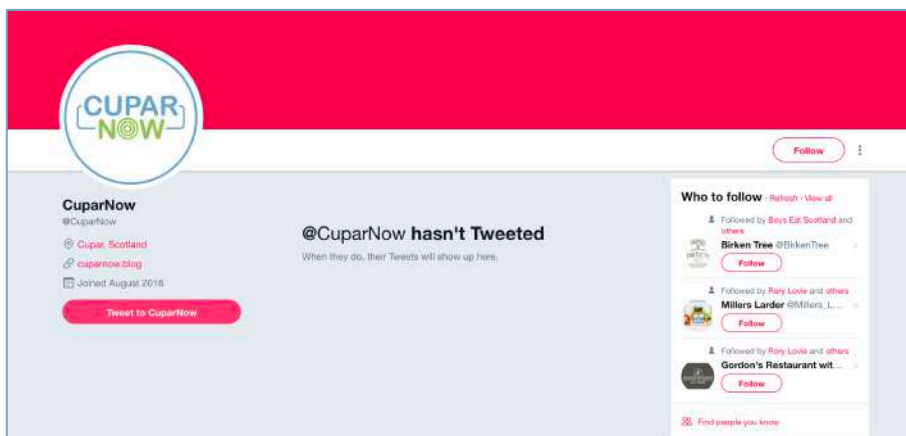 CUPAR
NOW
Follow
CuparNow
@CuparNow
Cupar, Scotland
cuparnow.blog
Joined August 2018
Tweet to CuparNow
@CuparNow hasn't Tweeted
When they do, their Tweets will show up here.
Who to follow · Refresh · View all
Followed by Boys Eat Scotland and
others
Birken Tree @BirkenTree
Follow
Followed by Rory Lovie and others
Millers Larder @Millers_L...
Follow
Followed by Rory Lovie and others
Gordon's Restaurant wit...
Follow
Find people you know